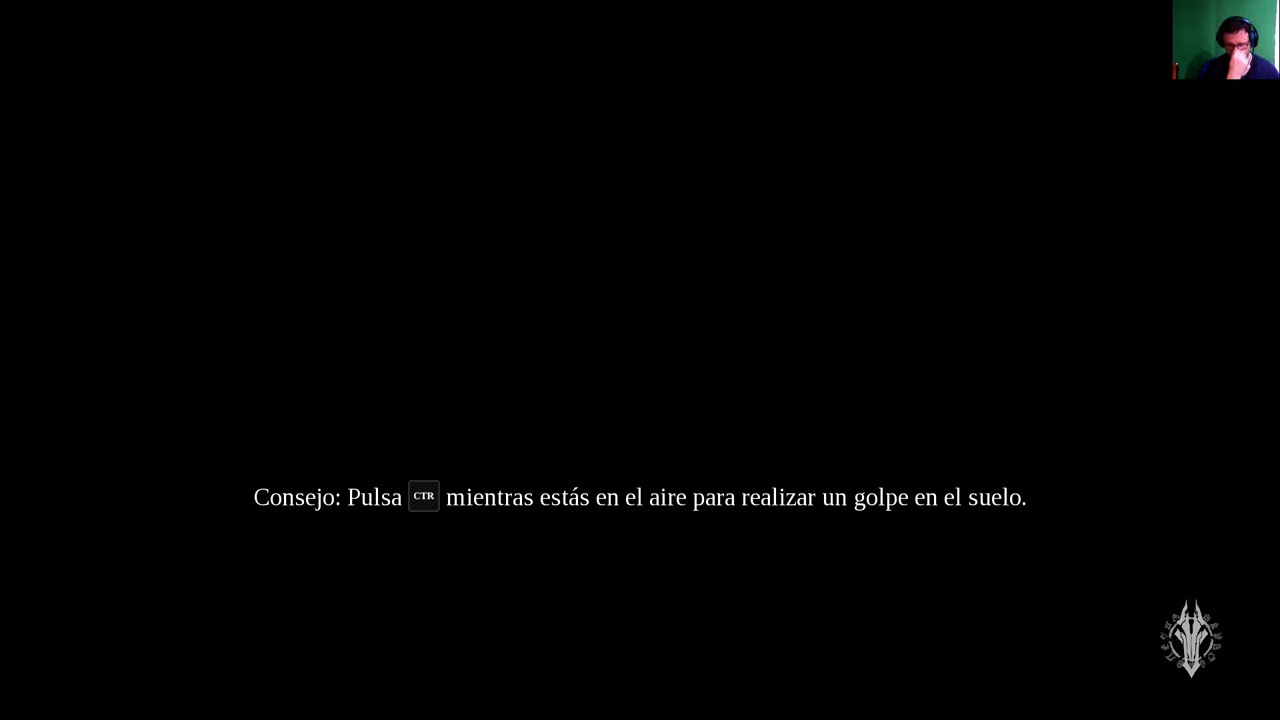 Consejo: Pulsa CTR mientras estás en el aire para realizar un golpe en el suelo.